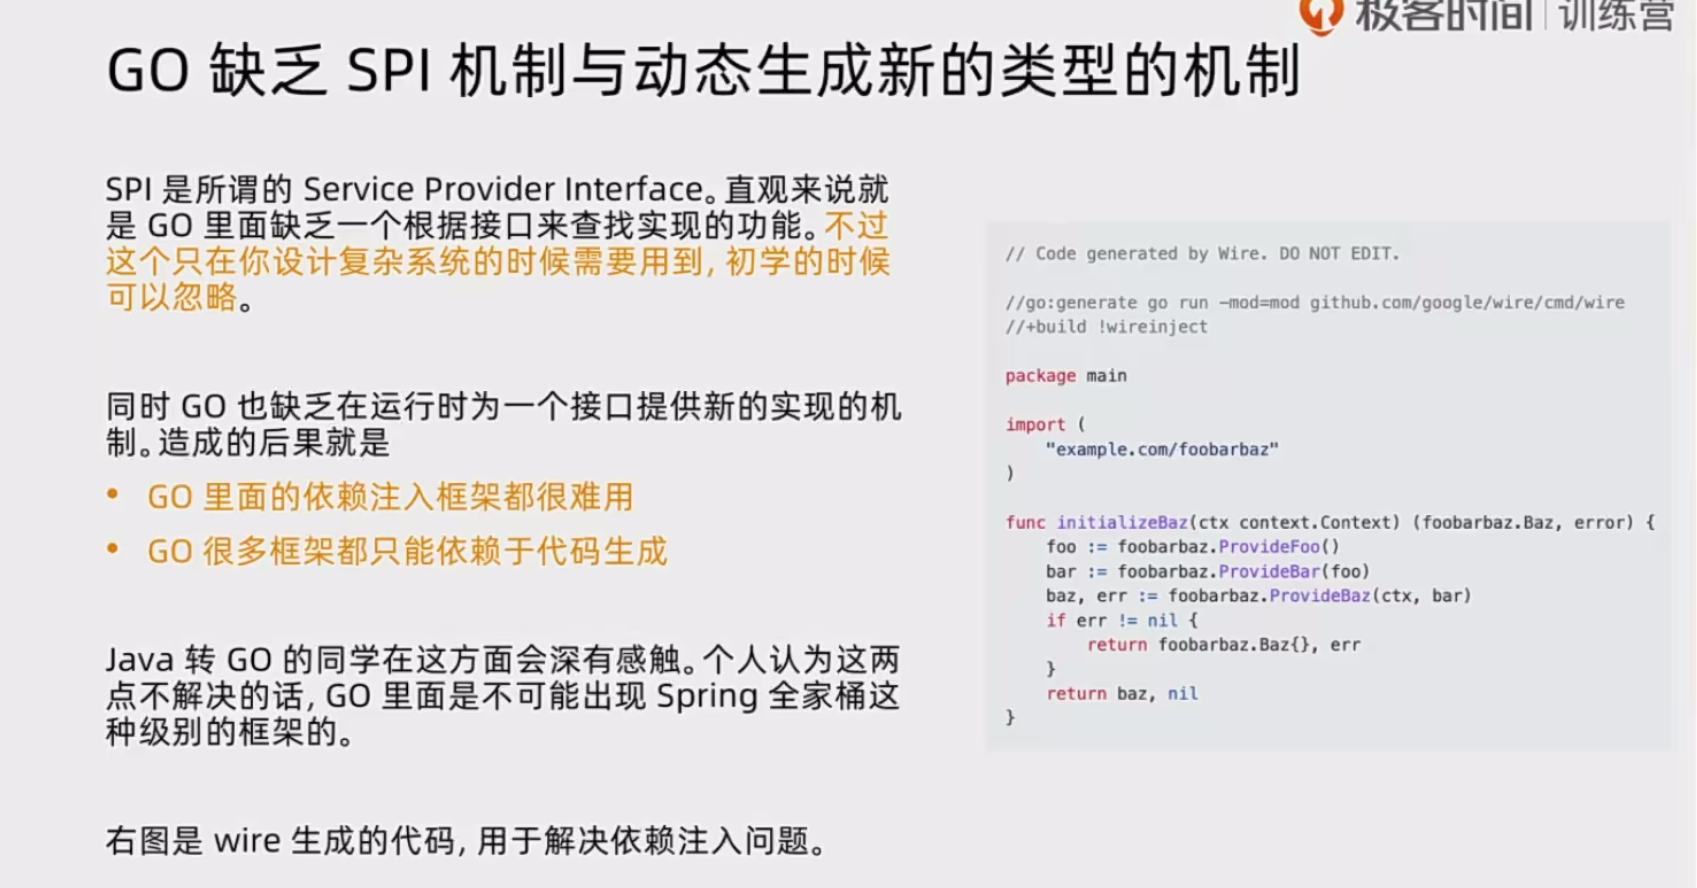 极客时间 | 训练营
GO 缺乏 SPI 机制与动态生成新的类型的机制
SPI 是所谓的 Service Provider Interface。直观来说就
是 GO 里面缺乏一个根据接口来查找实现的功能。不过
这个只在你设计复杂系统的时候需要用到，初学的时候
可以忽略。
同时 GO 也缺乏在运行时为一个接口提供新的实现的机
制。造成的后果就是
• GO 里面的依赖注入框架都很难用
• GO 很多框架都只能依赖于代码生成
Java 转 GO 的同学在这方面会深有感触。个人认为这两
点不解决的话，GO 里面是不可能出现 Spring 全家桶这
种级别的框架的。
右图是 wire 生成的代码，用于解决依赖注入问题。
// Code generated by Wire. DO NOT EDIT.
//go:generate go run -mod=mod github.com/google/wire/cmd/wire
//+build !wireinject
package main
import (
    "example.com/foobarbaz"
)
func initializeBaz(ctx context.Context) (foobarbaz.Baz, error) {
    foo := foobarbaz.ProvideFoo()
    bar := foobarbaz.ProvideBar(foo)
    baz, err := foobarbaz.ProvideBaz(ctx, bar)
    if err != nil {
        return foobarbaz.Baz{}, err
    }
    return baz, nil
}